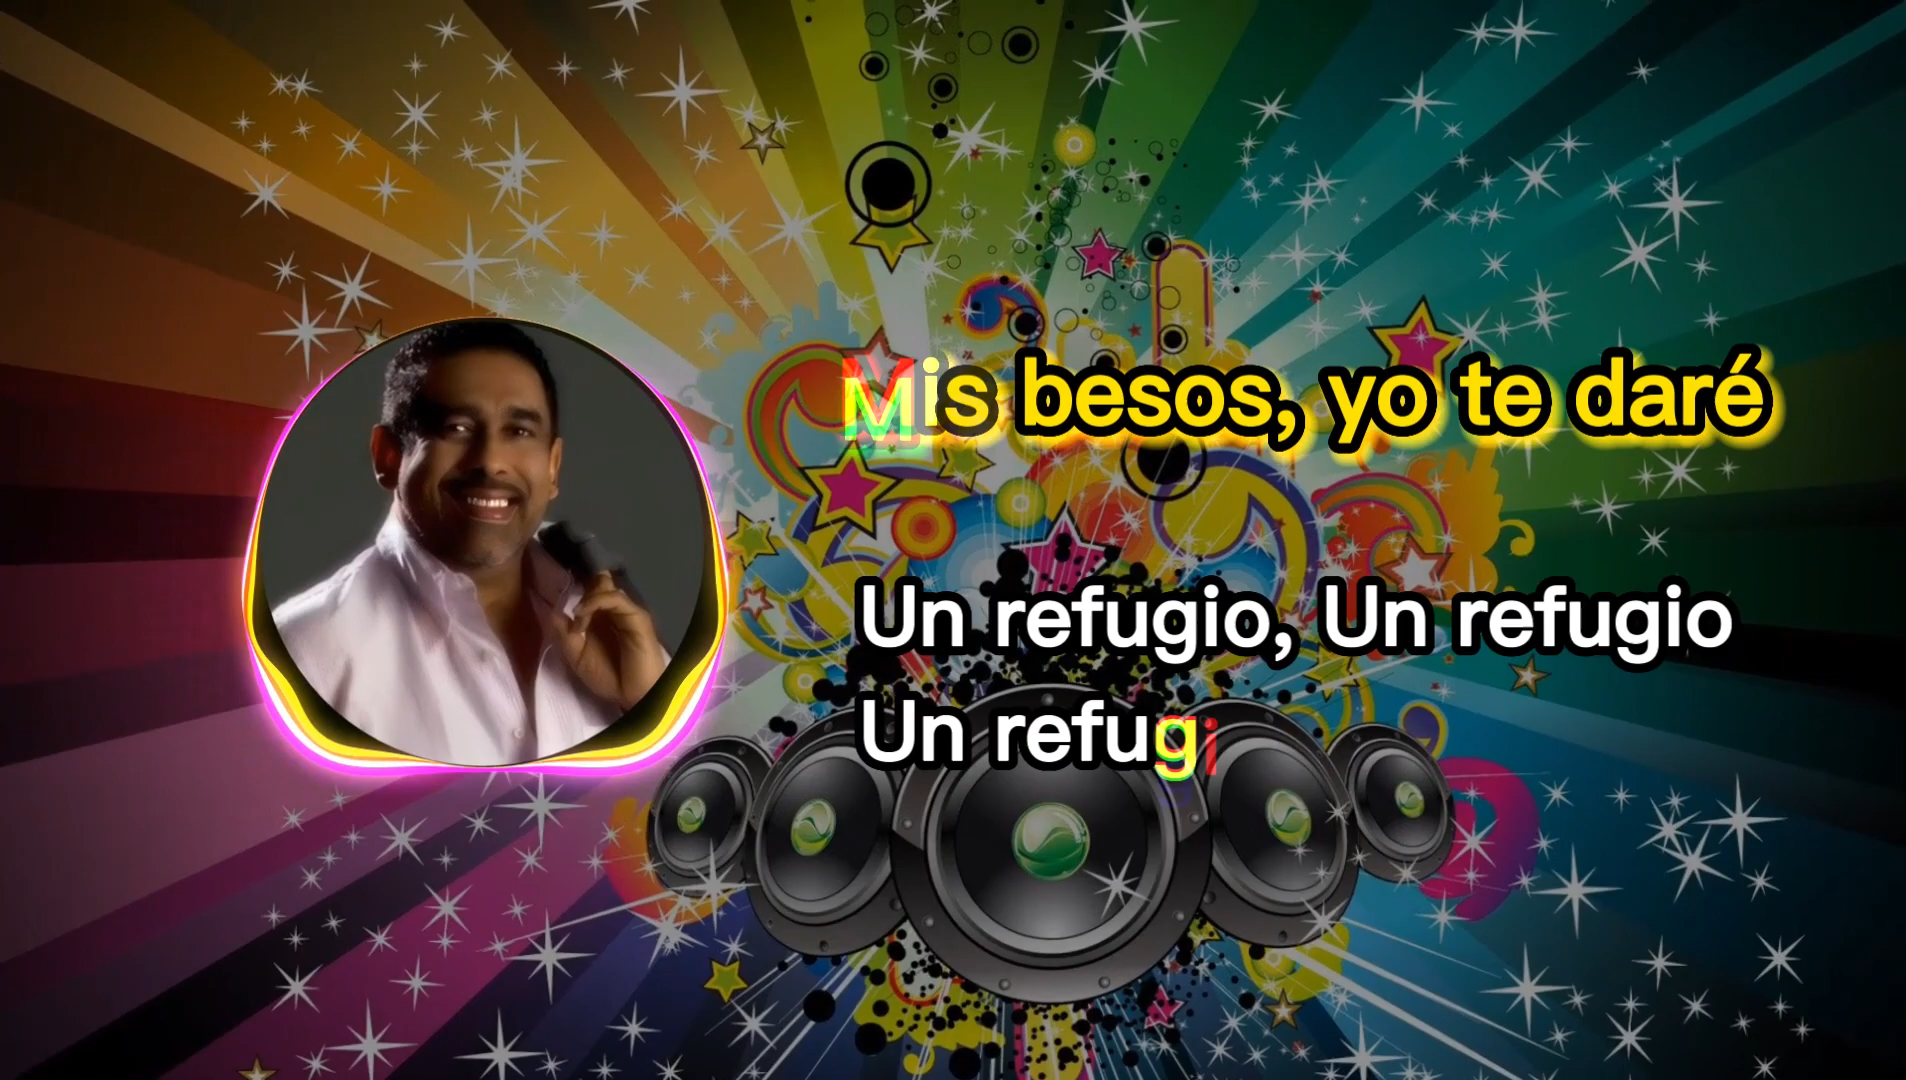 Mis besos, yo te daré
Un refugio, Un refugio
Un refugi